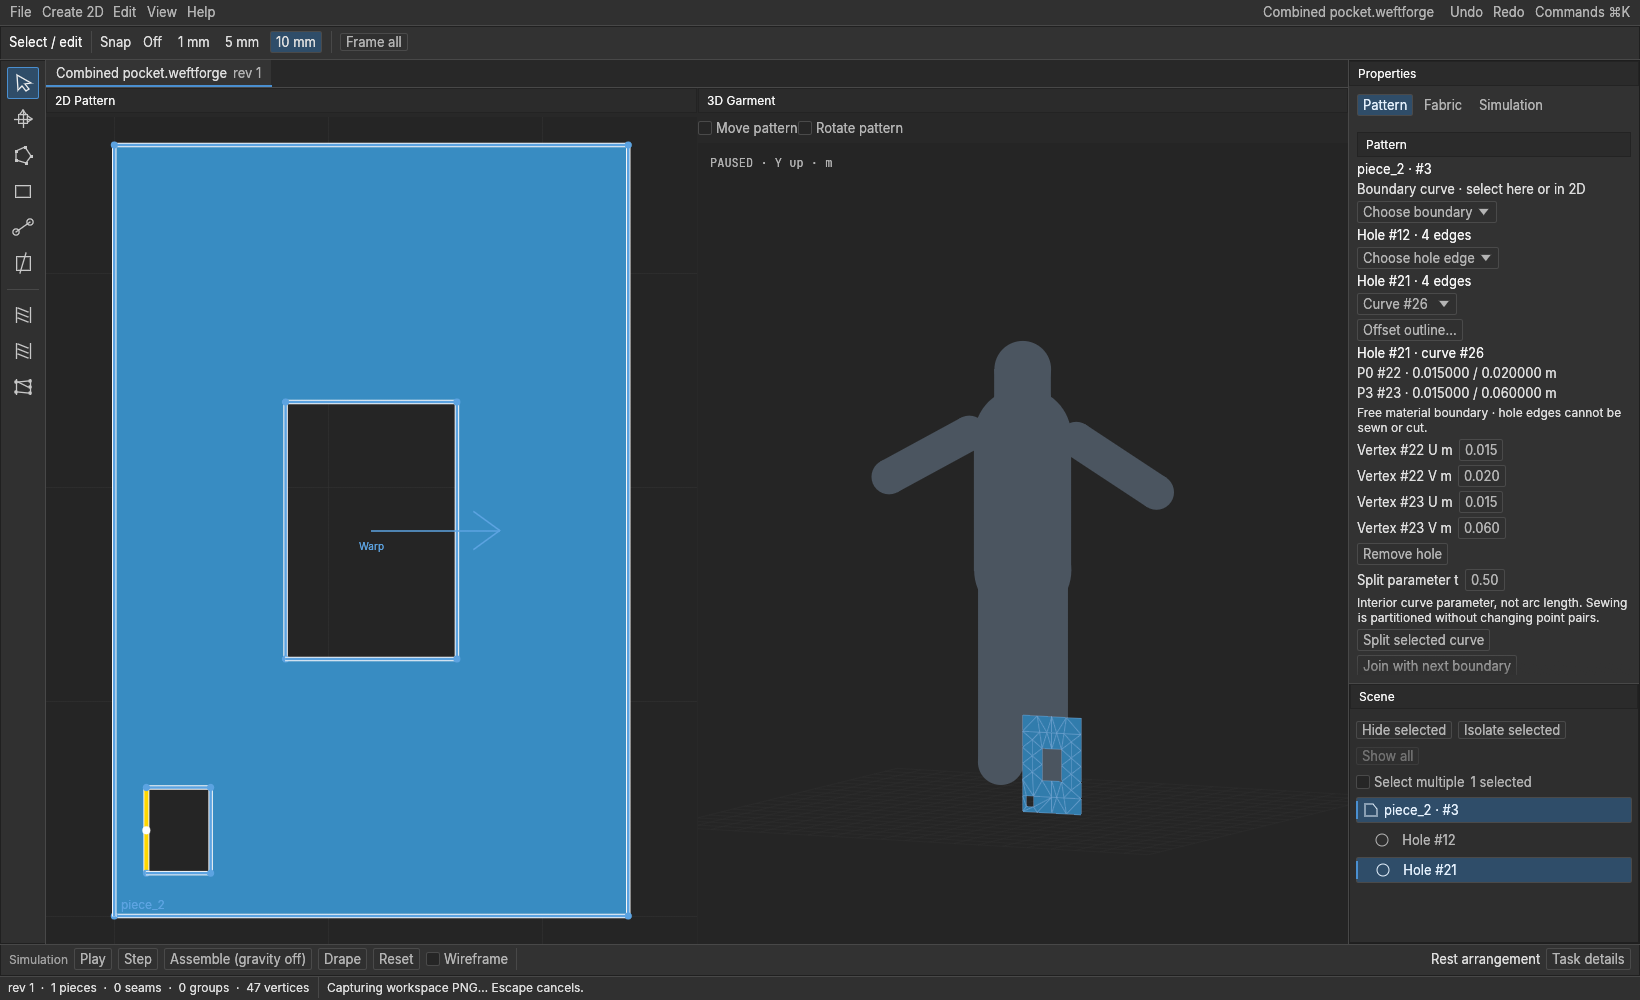 File Create 2D Edit View Help Combined pocket.weftforge Undo Redo Commands ⌘K
Select / edit Snap Off 1 mm 5 mm 10 mm Frame all
Combined pocket.weftforge rev 1
2D Pattern
Warp
piece_2
3D Garment
Move pattern Rotate pattern
PAUSED · Y up · m
Properties
Pattern Fabric Simulation
Pattern
piece_2 · #3
Boundary curve · select here or in 2D
Choose boundary
Hole #12 · 4 edges
Choose hole edge
Hole #21 · 4 edges
Curve #26
Offset outline...
Hole #21 · curve #26
P0 #22 · 0.015000 / 0.020000 m
P3 #23 · 0.015000 / 0.060000 m
Free material boundary · hole edges cannot be
sewn or cut.
Vertex #22 U m 0.015
Vertex #22 V m 0.020
Vertex #23 U m 0.015
Vertex #23 V m 0.060
Remove hole
Split parameter t 0.50
Interior curve parameter, not arc length. Sewing
is partitioned without changing point pairs.
Split selected curve
Join with next boundary
Scene
Hide selected Isolate selected
Show all
Select multiple 1 selected
piece_2 · #3
Hole #12
Hole #21
Simulation Play Step Assemble (gravity off) Drape Reset Wireframe Rest arrangement Task details
rev 1 · 1 pieces · 0 seams · 0 groups · 47 vertices Capturing workspace PNG... Escape cancels.